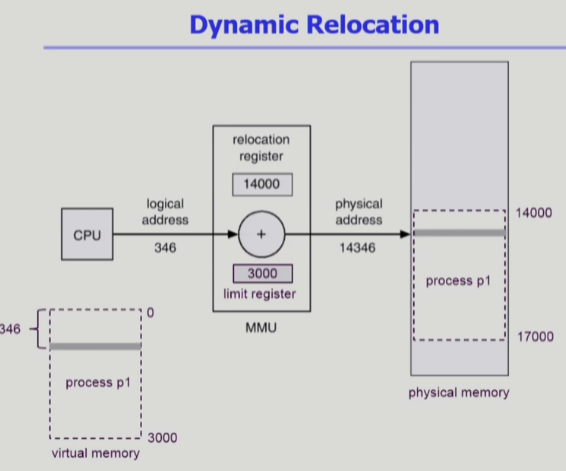 Dynamic Relocation
relocation
register
14000
logical
address
physical
address
14000
CPU
+
346
14346
3000
limit register
process p1
MMU
346
0
17000
process p1
physical memory
3000
virtual memory